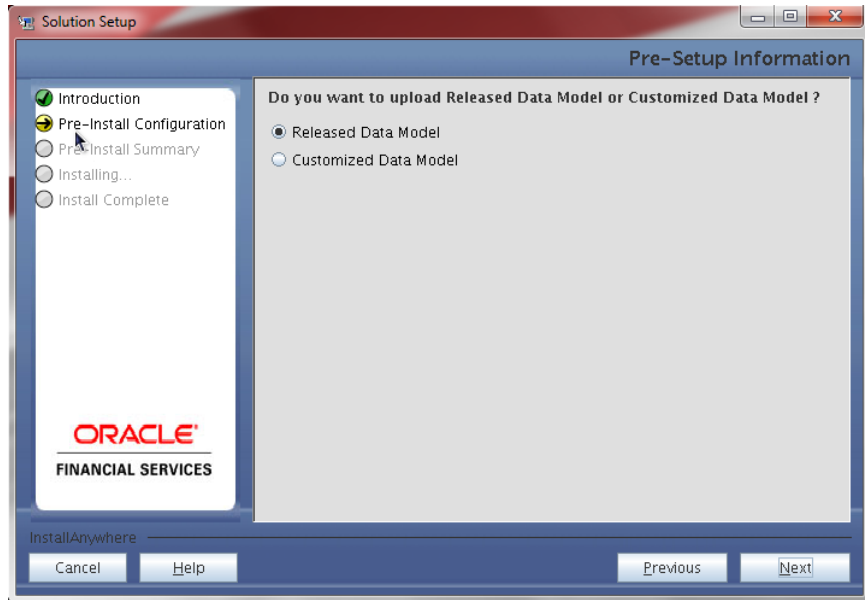 Solution Setup
Pre-Setup Information
Introduction
Pre-Install Configuration
Pre-Install Summary
Installing...
Install Complete
Do you want to upload Released Data Model or Customized Data Model ?
Released Data Model
Customized Data Model
ORACLE'
FINANCIAL SERVICES
InstallAnywhere
Cancel
Help
Previous
Next